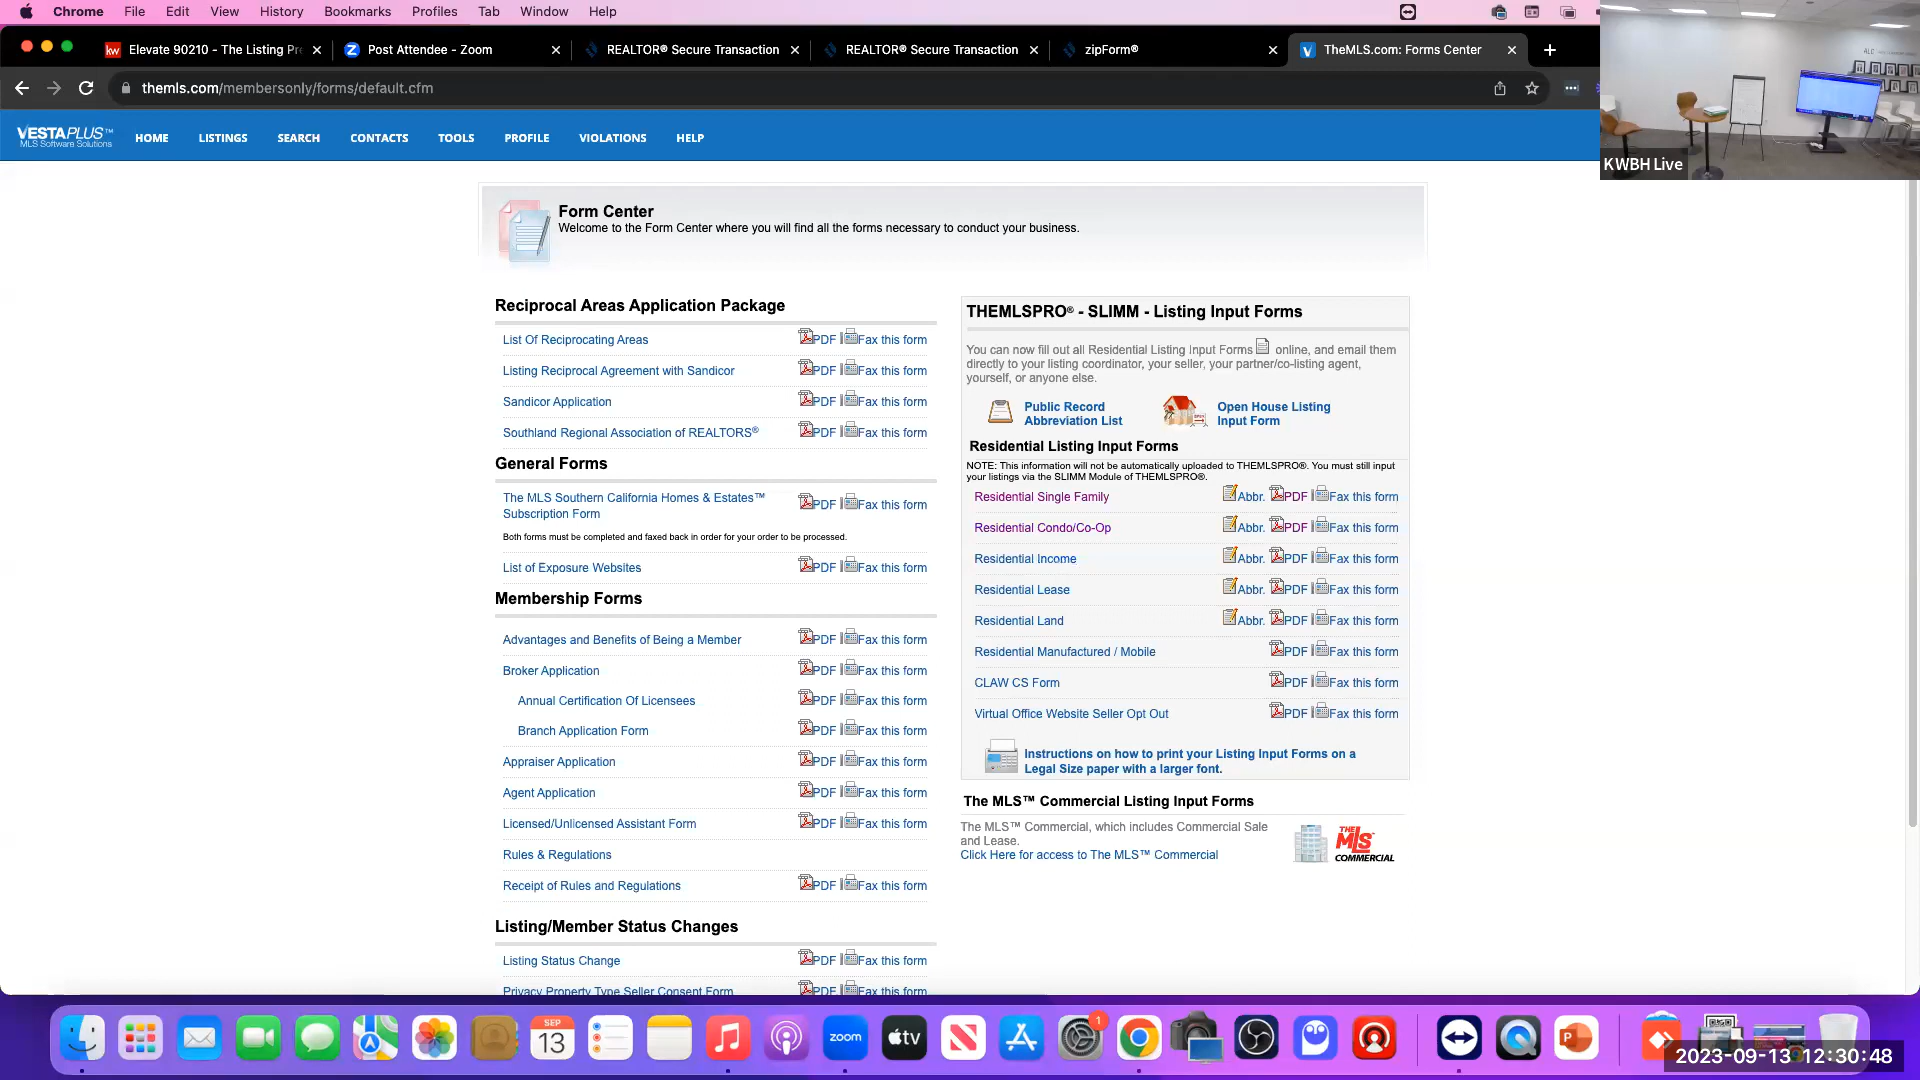 Chrome File Edit View History Bookmarks Profiles Tab Window Help
Elevate 90210 - The Listing Pr
Post Attendee - Zoom
REALTOR® Secure Transaction
REALTOR® Secure Transaction
zipForm®
TheMLS.com: Forms Center
themls.com/membersonly/forms/default.cfm
KWBH Live
VESTAPLUS™
MLS Software Solutions
HOME LISTINGS SEARCH CONTACTS TOOLS PROFILE VIOLATIONS HELP
Form Center
Welcome to the Form Center where you will find all the forms necessary to conduct your business.
Reciprocal Areas Application Package
List Of Reciprocating Areas PDF | Fax this form
Listing Reciprocal Agreement with Sandicor PDF | Fax this form
Sandicor Application PDF | Fax this form
Southland Regional Association of REALTORS® PDF | Fax this form
General Forms
The MLS Southern California Homes & Estates™
Subscription Form PDF | Fax this form
Both forms must be completed and faxed back in order for your order to be processed.
List of Exposure Websites PDF | Fax this form
Membership Forms
Advantages and Benefits of Being a Member PDF | Fax this form
Broker Application PDF | Fax this form
Annual Certification Of Licensees PDF | Fax this form
Branch Application Form PDF | Fax this form
Appraiser Application PDF | Fax this form
Agent Application PDF | Fax this form
Licensed/Unlicensed Assistant Form PDF | Fax this form
Rules & Regulations
Receipt of Rules and Regulations PDF | Fax this form
Listing/Member Status Changes
Listing Status Change PDF | Fax this form
Privacy Property Type Seller Consent Form PDF | Fax this form
THEMLSPRO® - SLIMM - Listing Input Forms
You can now fill out all Residential Listing Input Forms online, and email them
directly to your listing coordinator, your seller, your partner/co-listing agent,
yourself, or anyone else.
Public Record
Abbreviation List
Open House Listing
Input Form
Residential Listing Input Forms
NOTE: This information will not be automatically uploaded to THEMLSPRO®. You must still input
your listings via the SLIMM Module of THEMLSPRO®.
Residential Single Family Abbr. PDF | Fax this form
Residential Condo/Co-Op Abbr. PDF | Fax this form
Residential Income Abbr. PDF | Fax this form
Residential Lease Abbr. PDF | Fax this form
Residential Land Abbr. PDF | Fax this form
Residential Manufactured / Mobile PDF | Fax this form
CLAW CS Form PDF | Fax this form
Virtual Office Website Seller Opt Out PDF | Fax this form
Instructions on how to print your Listing Input Forms on a
Legal Size paper with a larger font.
The MLS™ Commercial Listing Input Forms
The MLS™ Commercial, which includes Commercial Sale
and Lease.
Click Here for access to The MLS™ Commercial
THE
MLS
COMMERCIAL
SEP
13
zoom
tv
1
2023-09-13 12:30:48